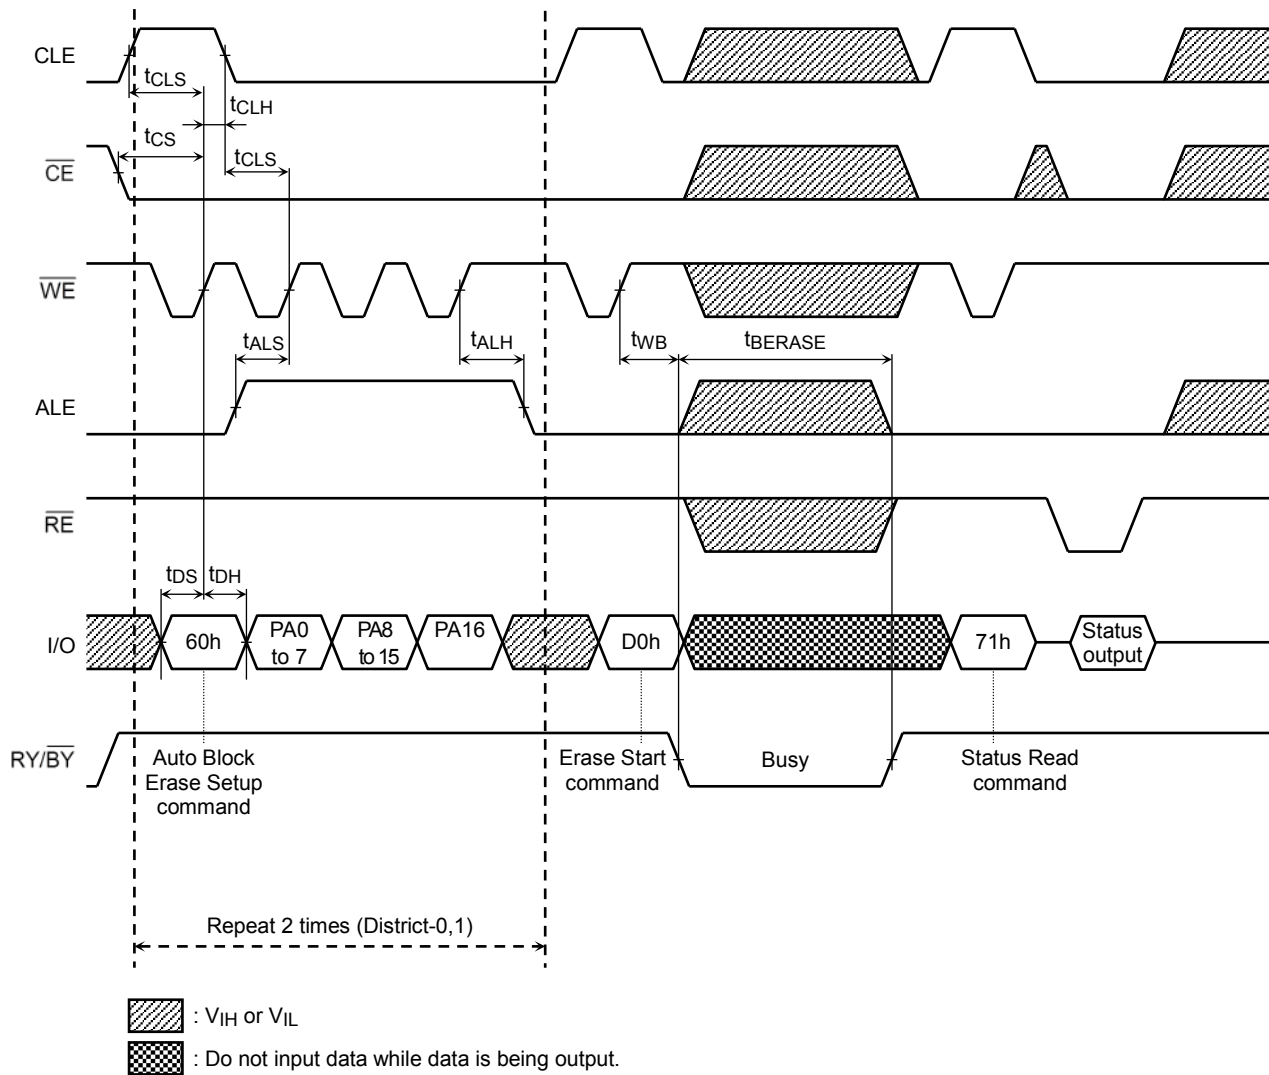 CLE
tCLS
tCLH
tCS
tCLS
CE
WE
tALS
tALH
tWB
tBERASE
ALE
RE
tDS
tDH
I/O
60h
PA0
to 7
PA8
to 15
PA16
D0h
71h
Status
output
RY/BY
Auto Block
Erase Setup
command
Erase Start
command
Busy
Status Read
command
Repeat 2 times (District-0,1)
: VIH or VIL
: Do not input data while data is being output.